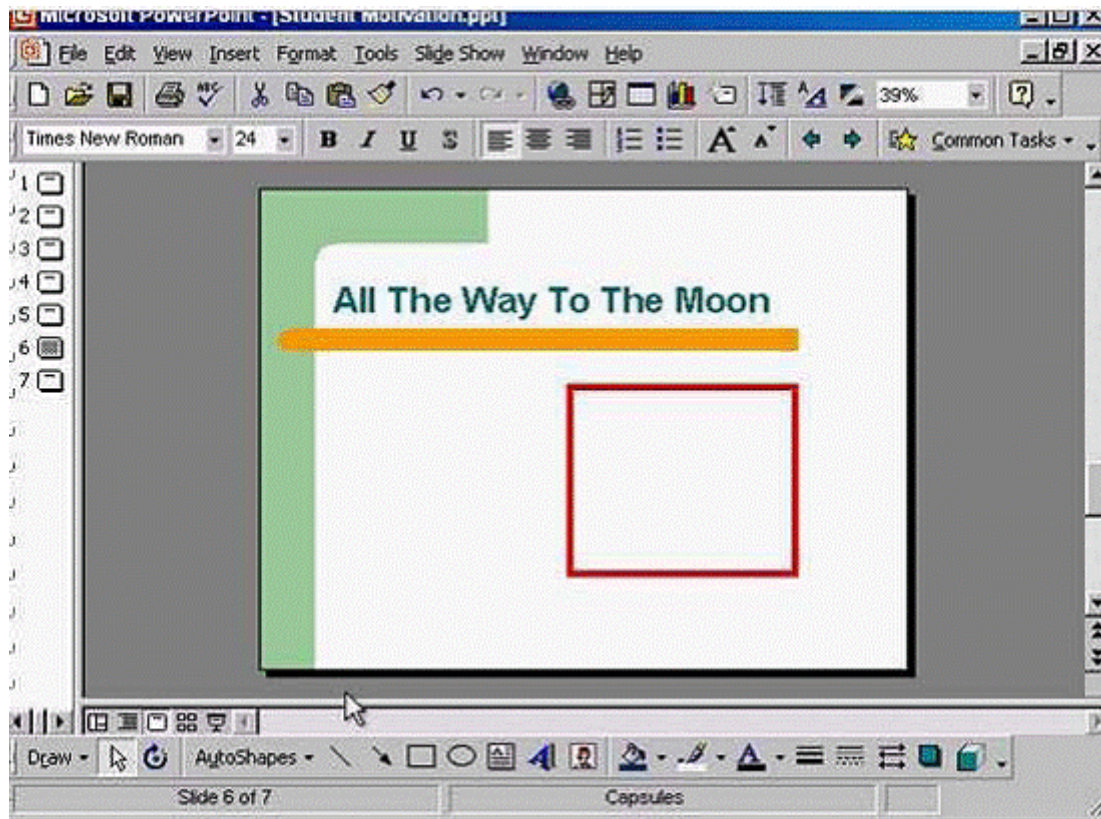 Microsoft PowerPoint - [Student Motivation.ppt]
File Edit View Insert Format Tools Slide Show Window Help
ABC 39%
Times New Roman 24 B I U S A A Common Tasks
1
2
3
4
5
6
7
All The Way To The Moon
Draw AutoShapes A A
Slide 6 of 7 Capsules